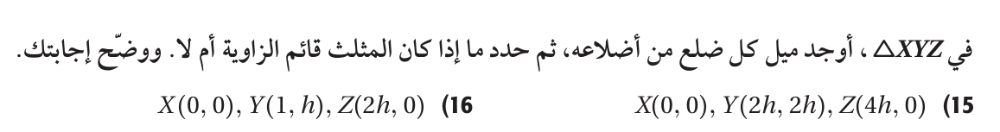 في △XYZ ، أوجد ميل كل ضلع من أضلاعه، ثم حدد ما إذا كان المثلث قائم الزاوية أم لا. ووضّح إجابتك.
(15 X(0, 0), Y(2h, 2h), Z(4h, 0) (16 X(0, 0), Y(1, h), Z(2h, 0)